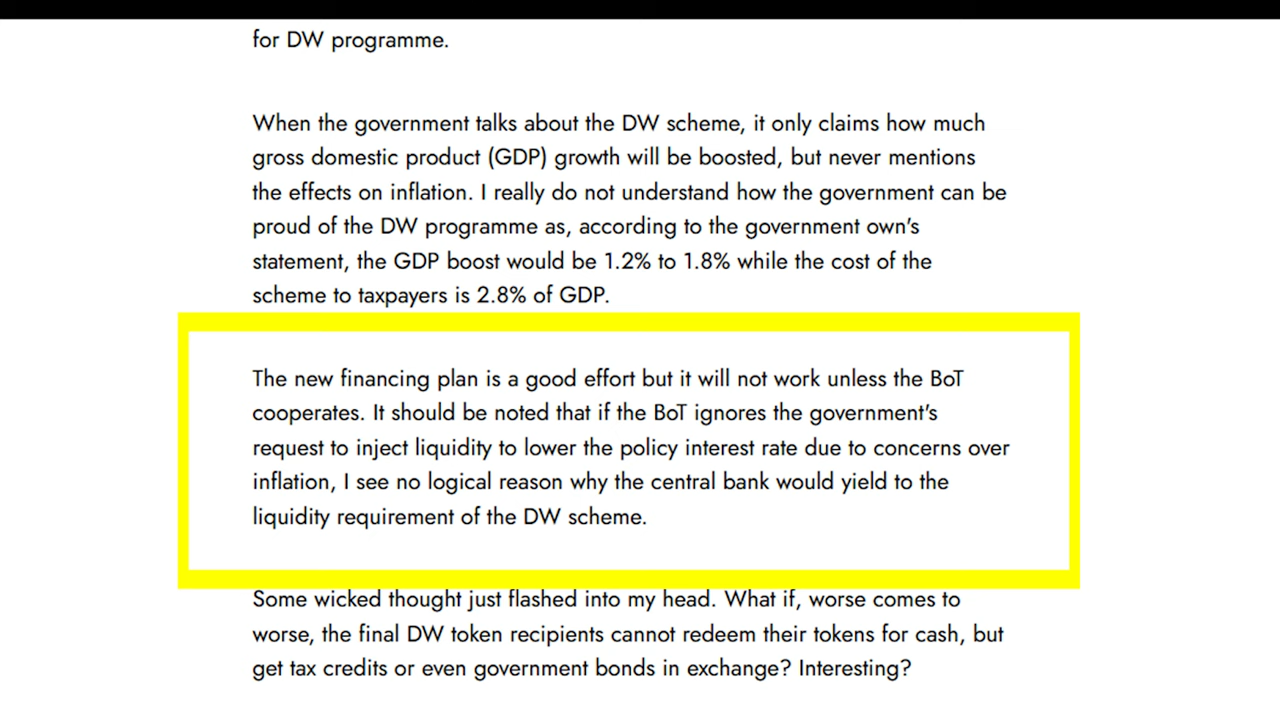 for DW programme.
When the government talks about the DW scheme, it only claims how much
gross domestic product (GDP) growth will be boosted, but never mentions
the effects on inflation. I really do not understand how the government can be
proud of the DW programme as, according to the government own's
statement, the GDP boost would be 1.2% to 1.8% while the cost of the
scheme to taxpayers is 2.8% of GDP.
The new financing plan is a good effort but it will not work unless the BoT
cooperates. It should be noted that if the BoT ignores the government's
request to inject liquidity to lower the policy interest rate due to concerns over
inflation, I see no logical reason why the central bank would yield to the
liquidity requirement of the DW scheme.
Some wicked thought just flashed into my head. What if, worse comes to
worse, the final DW token recipients cannot redeem their tokens for cash, but
get tax credits or even government bonds in exchange? Interesting?